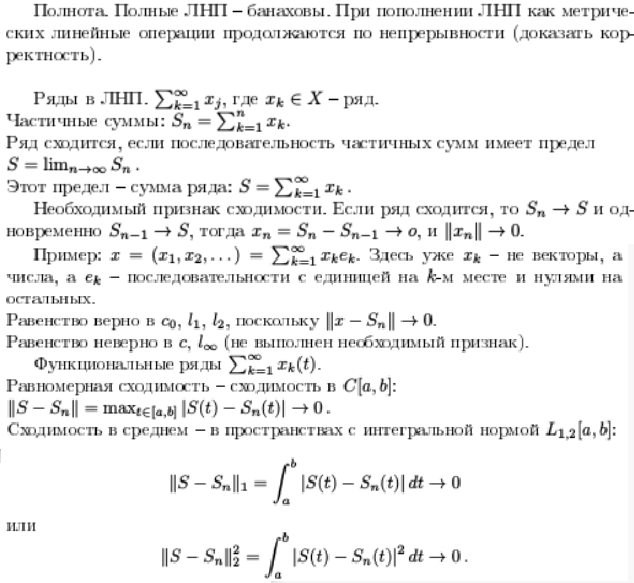 Полнота. Полные ЛНП – банаховы. При пополнении ЛНП как метриче-
ских линейные операции продолжаются по непрерывности (доказать кор-
ректность).
Ряды в ЛНП. $\sum_{k=1}^{\infty} x_j$, где $x_k \in X$ – ряд.
Частичные суммы: $S_n = \sum_{k=1}^{n} x_k$.
Ряд сходится, если последовательность частичных сумм имеет предел
$S = \lim_{n\to\infty} S_n$.
Этот предел – сумма ряда: $S = \sum_{k=1}^{\infty} x_k$.
Необходимый признак сходимости. Если ряд сходится, то $S_n \to S$ и од-
новременно $S_{n-1} \to S$, тогда $x_n = S_n - S_{n-1} \to o$, и $\|x_n\| \to 0$.
Пример: $x = (x_1, x_2, \ldots) = \sum_{k=1}^{\infty} x_k e_k$. Здесь уже $x_k$ – не векторы, а
числа, а $e_k$ – последовательности с единицей на $k$-м месте и нулями на
остальных.
Равенство верно в $c_0$, $l_1$, $l_2$, поскольку $\|x - S_n\| \to 0$.
Равенство неверно в $c$, $l_\infty$ (не выполнен необходимый признак).
Функциональные ряды $\sum_{k=1}^{\infty} x_k(t)$.
Равномерная сходимость – сходимость в $C[a, b]$:
$\|S - S_n\| = \max_{t\in[a,b]} |S(t) - S_n(t)| \to 0$.
Сходимость в среднем – в пространствах с интегральной нормой $L_{1,2}[a, b]$:
$\|S - S_n\|_1 = \int_a^b |S(t) - S_n(t)|\, dt \to 0$
или
$\|S - S_n\|_2^2 = \int_a^b |S(t) - S_n(t)|^2\, dt \to 0$.